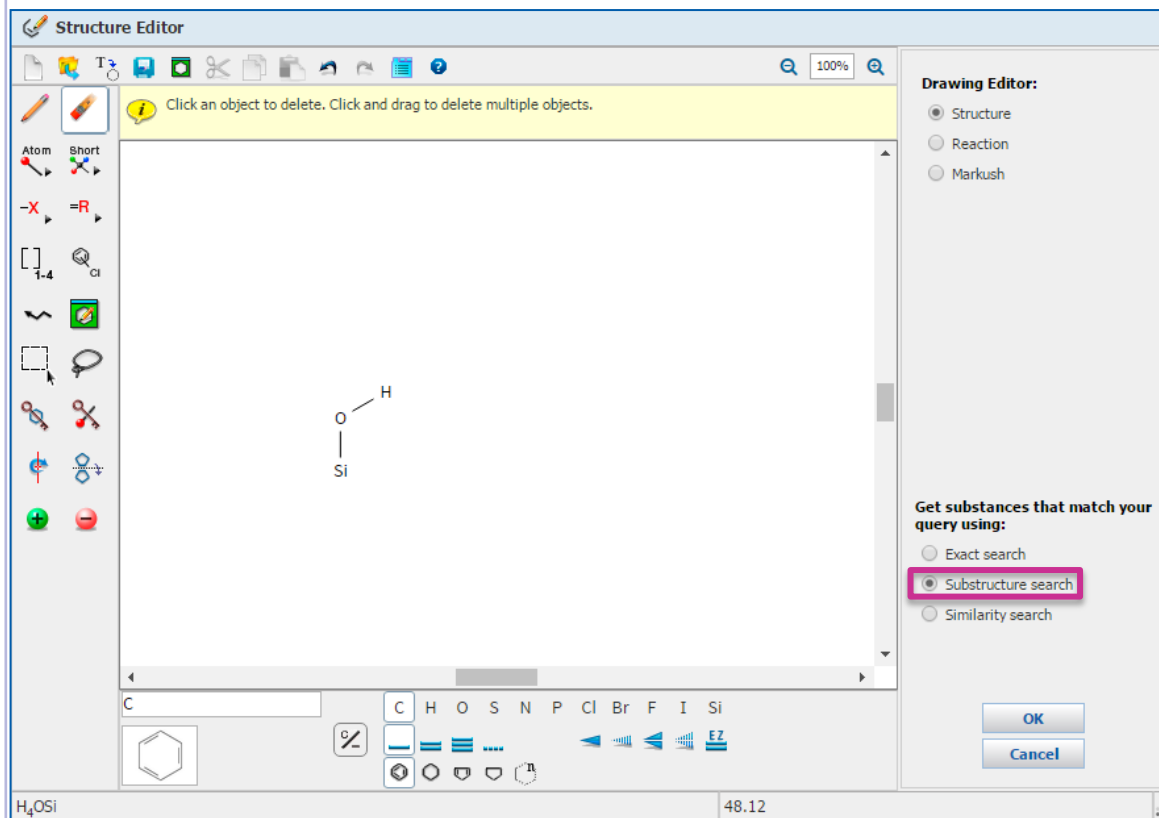 Structure Editor
100%
Click an object to delete. Click and drag to delete multiple objects.
Atom Short
-X =R
[ ]1-4 Cl
H
O
Si
Drawing Editor:
Structure
Reaction
Markush
Get substances that match your
query using:
Exact search
Substructure search
Similarity search
C
C H O S N P Cl Br F I Si
EZ
n
OK
Cancel
H₄OSi 48.12